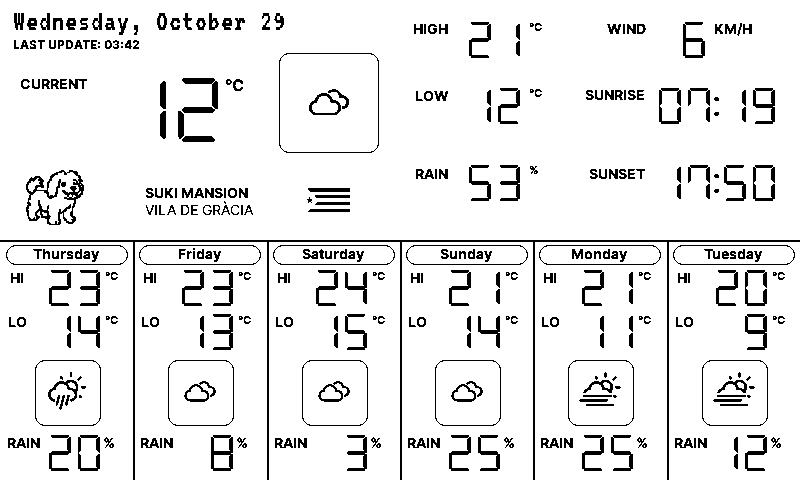 Wednesday, October 29
LAST UPDATE: 03:42
CURRENT 12 °C
SUKI MANSION
VILA DE GRÀCIA
HIGH 21 °C
LOW 12 °C
RAIN 53 %
WIND 6 KM/H
SUNRISE 07:19
SUNSET 17:50
Thursday
HI 23 °C
LO 14 °C
RAIN 20 %
Friday
HI 23 °C
LO 13 °C
RAIN 8 %
Saturday
HI 24 °C
LO 15 °C
RAIN 3 %
Sunday
HI 21 °C
LO 14 °C
RAIN 25 %
Monday
HI 21 °C
LO 11 °C
RAIN 25 %
Tuesday
HI 20 °C
LO 9 °C
RAIN 12 %